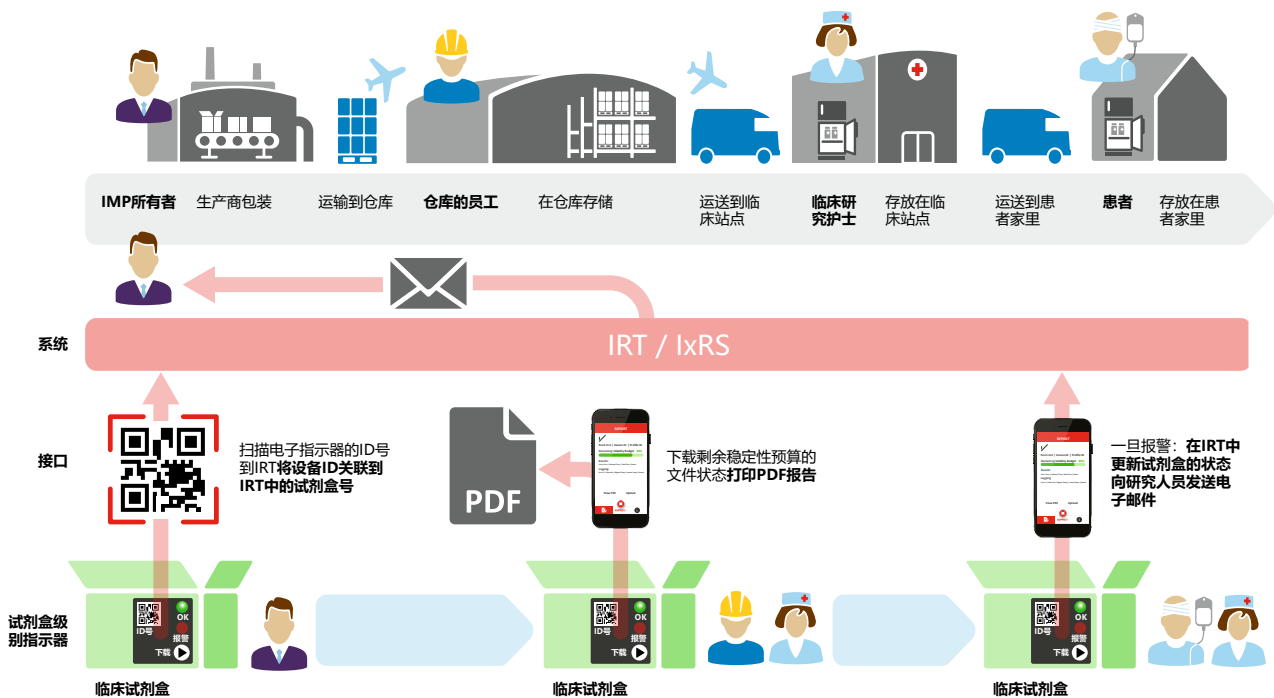 IMP所有者
生产商包装
运输到仓库
仓库的员工
在仓库存储
运送到临
床站点
临床研
究护士
存放在临
床站点
运送到患
者家里
患者
存放在患
者家里
系统
IRT / IxRS
接口
扫描电子指示器的ID号
到IRT将设备ID关联到
IRT中的试剂盒号
PDF
下载剩余稳定性预算的
文件状态打印PDF报告
一旦报警：在IRT中
更新试剂盒的状态
向研究人员发送电
子邮件
试剂盒级
别指示器
ID号
OK
报警
下载
临床试剂盒
ID号
OK
报警
下载
临床试剂盒
ID号
OK
报警
下载
临床试剂盒